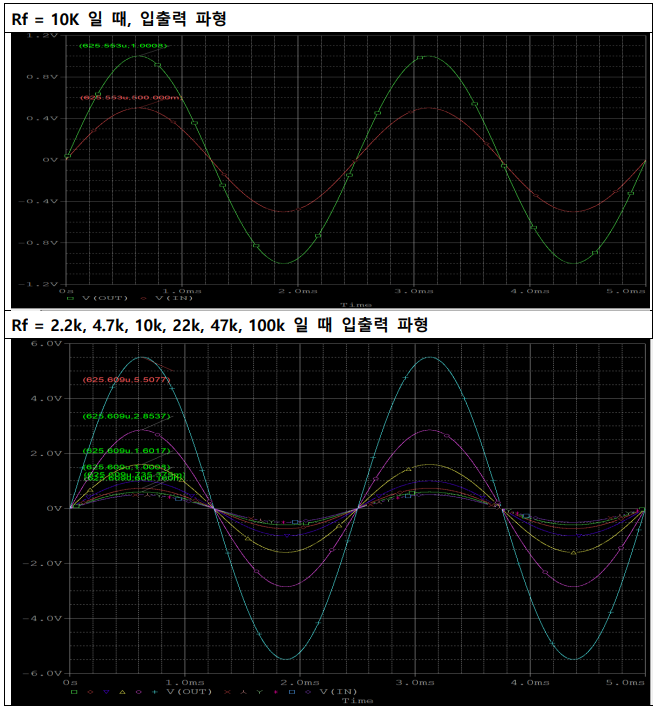 Rf = 10K 일 때, 입출력 파형
1.2V
(625.553u,1.0008)
0.8V
(625.553u,500.000m)
0.4V
0V
-0.4V
-0.8V
-1.2V
0s 1.0ms 2.0ms 3.0ms 4.0ms 5.0ms
V(OUT) V(IN)
Time
Rf = 2.2k, 4.7k, 10k, 22k, 47k, 100k 일 때 입출력 파형
6.0V
(625.609u,5.5077)
4.0V
(625.609u,2.8537)
2.0V
(625.609u,1.6017)
(625.609u,1.0008)
0V
-2.0V
-4.0V
-6.0V
0s 1.0ms 2.0ms 3.0ms 4.0ms 5.0ms
V(OUT) V(IN)
Time